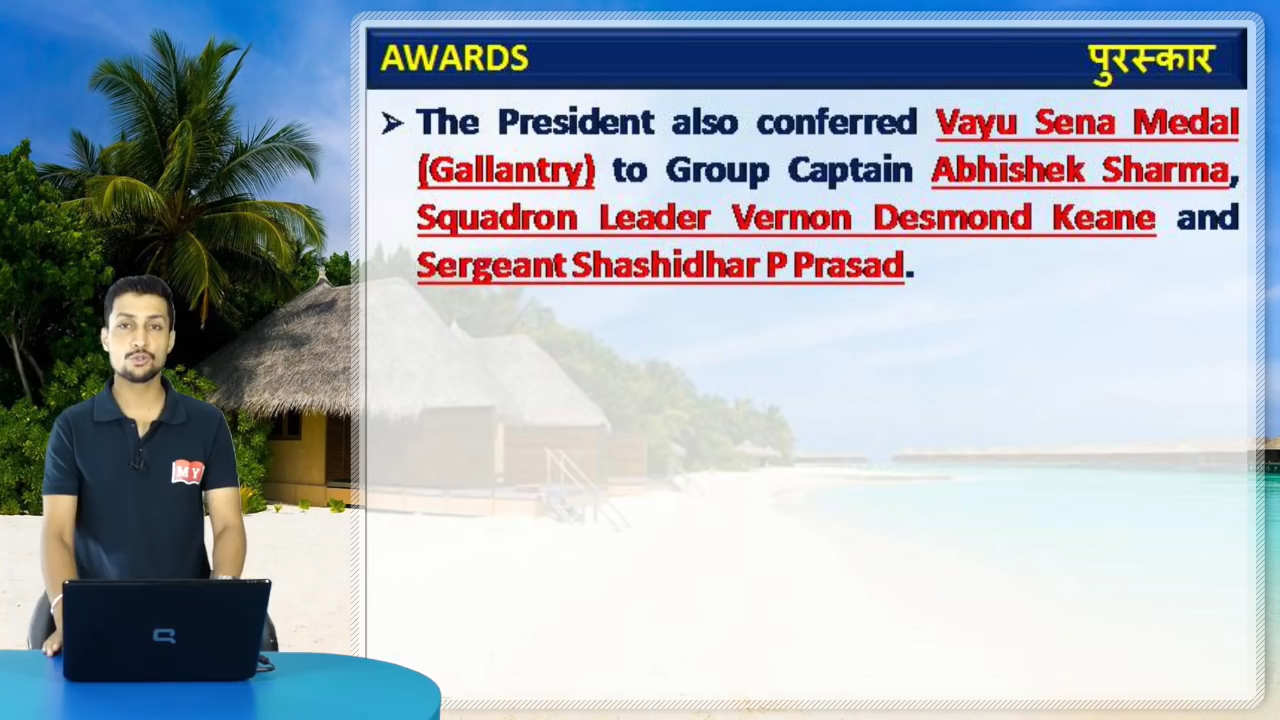 AWARDS पुरस्कार
➢ The President also conferred Vayu Sena Medal
(Gallantry) to Group Captain Abhishek Sharma,
Squadron Leader Vernon Desmond Keane and
Sergeant Shashidhar P Prasad.
MY